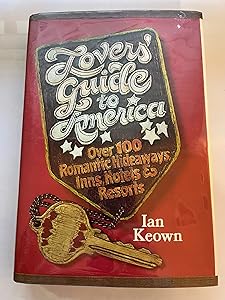 Lovers'
Guide
to
America
Over 100
Romantic Hideaways,
Inns, Hotels &
Resorts
Ian
Keown